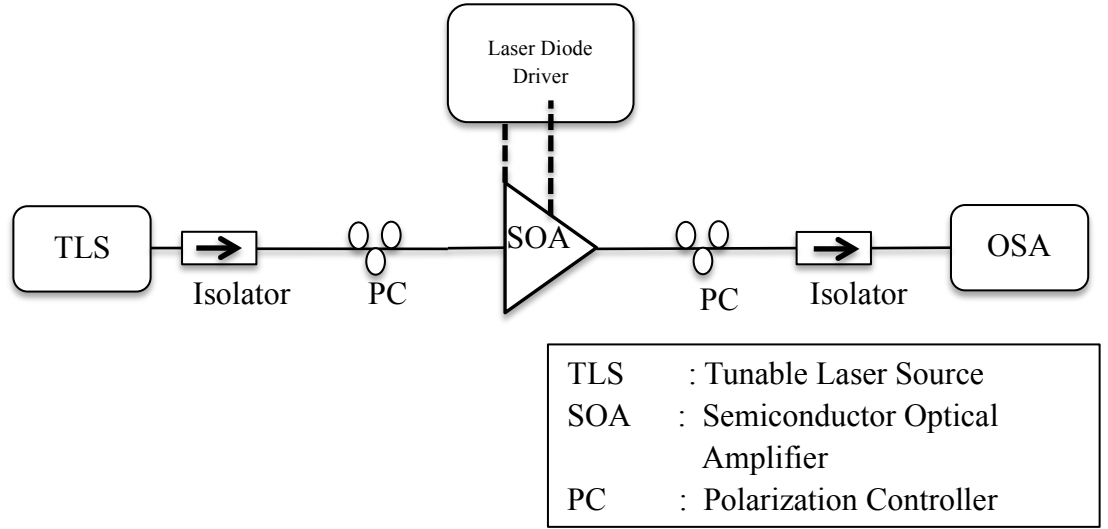 Laser Diode
Driver
TLS
Isolator
PC
SOA
PC
Isolator
OSA
TLS : Tunable Laser Source
SOA : Semiconductor Optical
Amplifier
PC : Polarization Controller